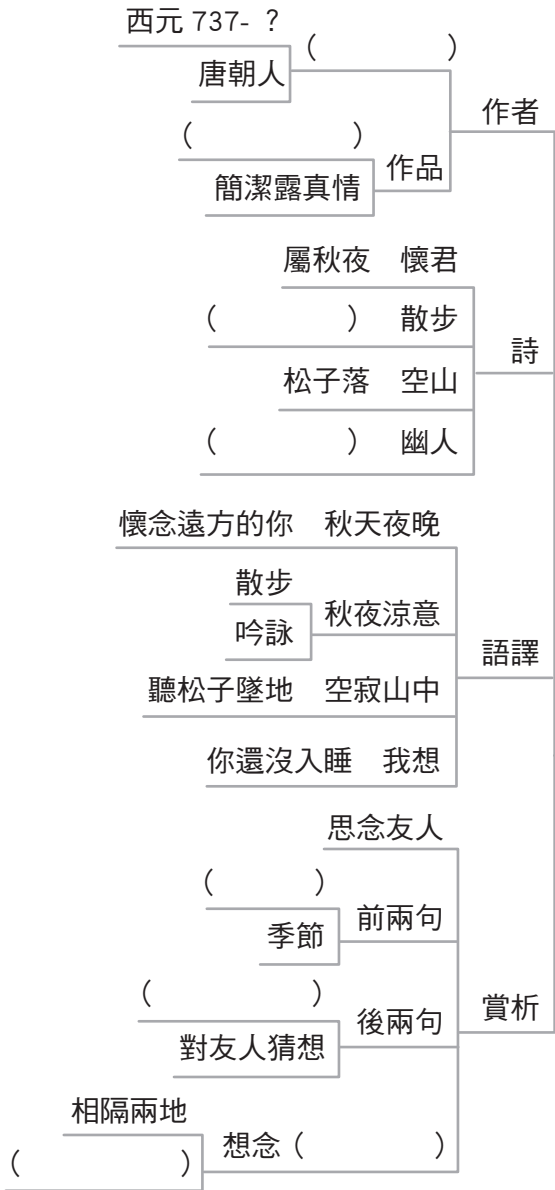 西元 737- ？
（　　　　）
唐朝人
作者
（　　　　　）
作品
簡潔露真情
屬秋夜　懷君
（　　　　）　散步
詩
松子落　空山
（　　　　）　幽人
懷念遠方的你　秋天夜晚
散步
秋夜涼意
吟詠
語譯
聽松子墜地　空寂山中
你還沒入睡　我想
思念友人
（　　　）
前兩句
季節
（　　　　　）
賞析
後兩句
對友人猜想
相隔兩地
想念（　　　　）
（　　　　　）